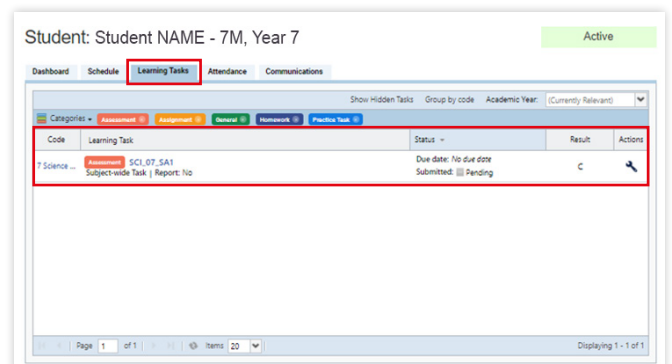 Student: Student NAME - 7M, Year 7
Active
Dashboard Schedule Learning Tasks Attendance Communications
Show Hidden Tasks Group by code Academic Year: (Currently Relevant)
Categories Assessment Assignment General Homework Practice Task
Code Learning Task Status Result Actions
7 Science ... Assessment SCI_07_SA1 Due date: No due date C
Subject-wide Task | Report: No Submitted: Pending
Page 1 of 1 Items 20 Displaying 1 - 1 of 1